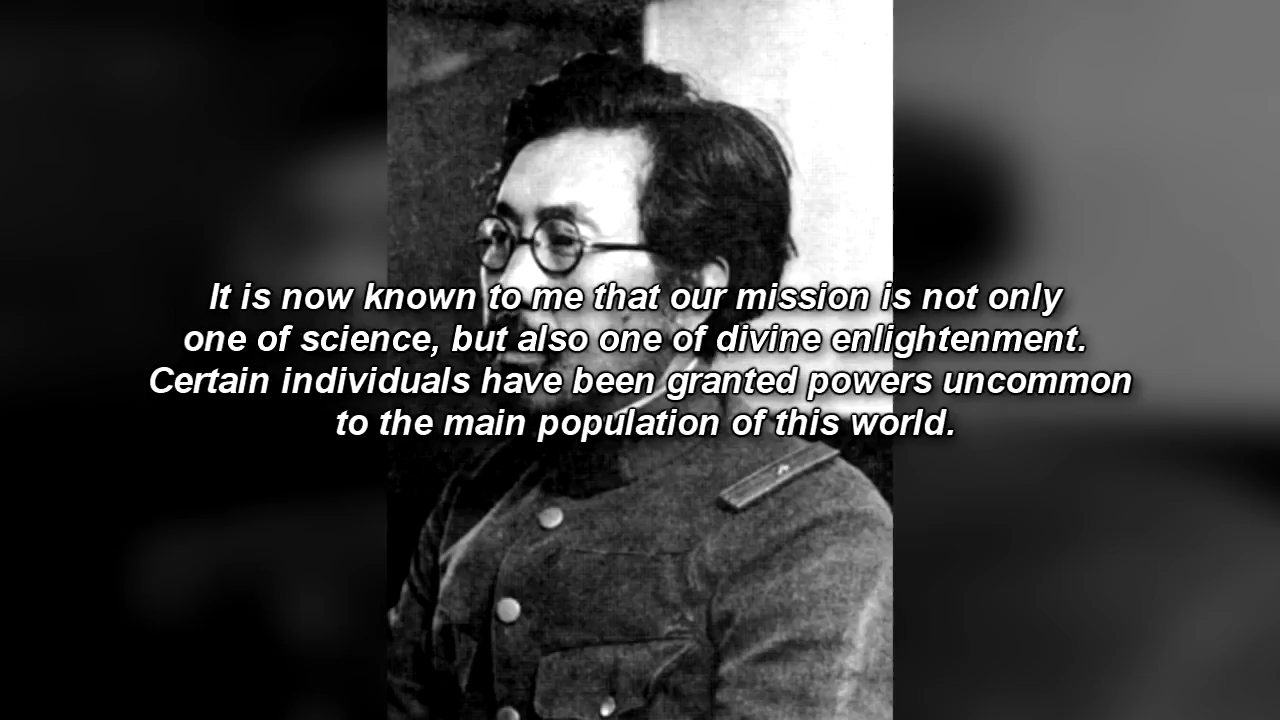 It is now known to me that our mission is not only
one of science, but also one of divine enlightenment.
Certain individuals have been granted powers uncommon
to the main population of this world.